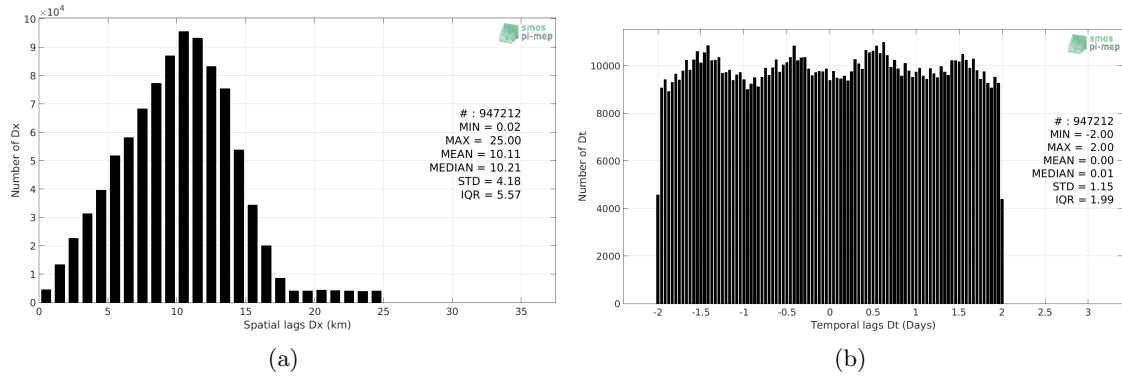 ×10⁴
10
9
8
7
6
5
4
3
2
1
0
Number of Dx
smos
pi-mep
# : 947212
MIN = 0.02
MAX = 25.00
MEAN = 10.11
MEDIAN = 10.21
STD = 4.18
IQR = 5.57
0 5 10 15 20 25 30 35
Spatial lags Dx (km)
(a)
10000
8000
6000
4000
2000
0
Number of Dt
smos
pi-mep
# : 947212
MIN = -2.00
MAX = 2.00
MEAN = 0.00
MEDIAN = 0.01
STD = 1.15
IQR = 1.99
-2 -1.5 -1 -0.5 0 0.5 1 1.5 2 2.5 3
Temporal lags Dt (Days)
(b)